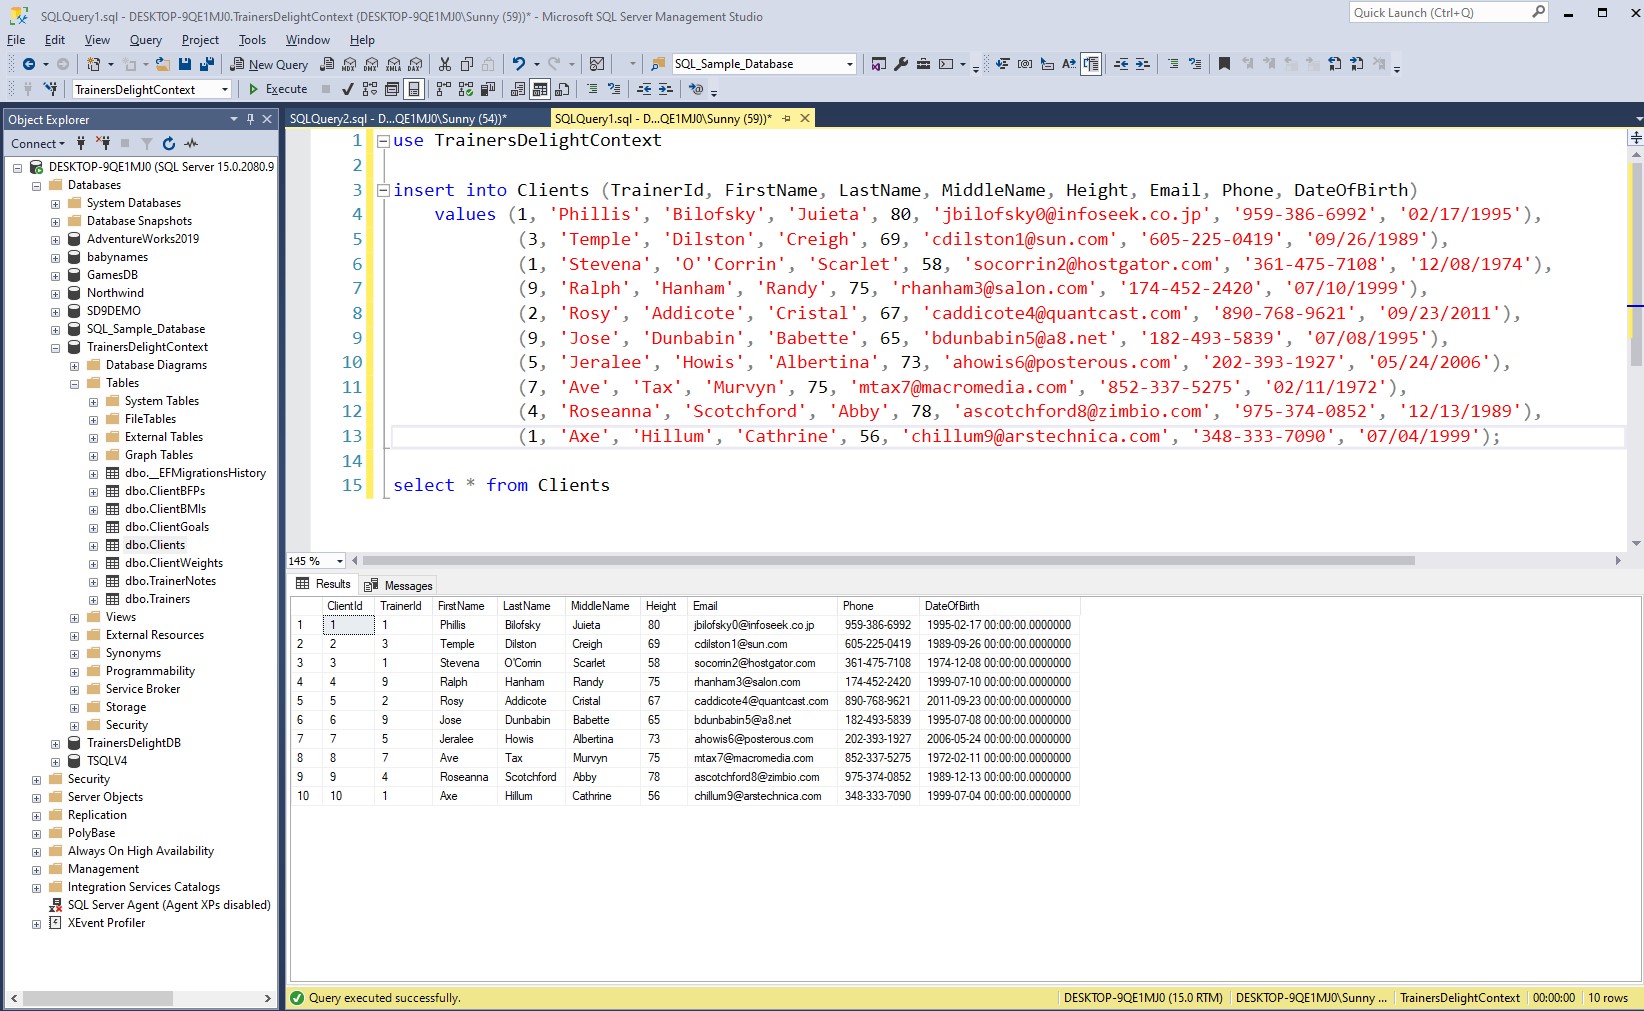 SQLQuery1.sql - DESKTOP-9QE1MJ0.TrainersDelightContext (DESKTOP-9QE1MJ0\Sunny (59))* - Microsoft SQL Server Management Studio
Quick Launch (Ctrl+Q)
File Edit View Query Project Tools Window Help
New Query MDX DMX XMLA DAX SQL_Sample_Database
TrainersDelightContext Execute
Object Explorer
Connect
DESKTOP-9QE1MJ0 (SQL Server 15.0.2080.9
Databases
System Databases
Database Snapshots
AdventureWorks2019
babynames
GamesDB
Northwind
SD9DEMO
SQL_Sample_Database
TrainersDelightContext
Database Diagrams
Tables
System Tables
FileTables
External Tables
Graph Tables
dbo.__EFMigrationsHistory
dbo.ClientBFPs
dbo.ClientBMIs
dbo.ClientGoals
dbo.Clients
dbo.ClientWeights
dbo.TrainerNotes
dbo.Trainers
Views
External Resources
Synonyms
Programmability
Service Broker
Storage
Security
TrainersDelightDB
TSQLV4
Security
Server Objects
Replication
PolyBase
Always On High Availability
Management
Integration Services Catalogs
SQL Server Agent (Agent XPs disabled)
XEvent Profiler
SQLQuery2.sql - D...QE1MJ0\Sunny (54))* SQLQuery1.sql - D...QE1MJ0\Sunny (59))*
1 use TrainersDelightContext
2
3 insert into Clients (TrainerId, FirstName, LastName, MiddleName, Height, Email, Phone, DateOfBirth)
4 values (1, 'Phillis', 'Bilofsky', 'Juieta', 80, 'jbilofsky0@infoseek.co.jp', '959-386-6992', '02/17/1995'),
5 (3, 'Temple', 'Dilston', 'Creigh', 69, 'cdilston1@sun.com', '605-225-0419', '09/26/1989'),
6 (1, 'Stevena', 'O''Corrin', 'Scarlet', 58, 'socorrin2@hostgator.com', '361-475-7108', '12/08/1974'),
7 (9, 'Ralph', 'Hanham', 'Randy', 75, 'rhanham3@salon.com', '174-452-2420', '07/10/1999'),
8 (2, 'Rosy', 'Addicote', 'Cristal', 67, 'caddicote4@quantcast.com', '890-768-9621', '09/23/2011'),
9 (9, 'Jose', 'Dunbabin', 'Babette', 65, 'bdunbabin5@a8.net', '182-493-5839', '07/08/1995'),
10 (5, 'Jeralee', 'Howis', 'Albertina', 73, 'ahowis6@posterous.com', '202-393-1927', '05/24/2006'),
11 (7, 'Ave', 'Tax', 'Murvyn', 75, 'mtax7@macromedia.com', '852-337-5275', '02/11/1972'),
12 (4, 'Roseanna', 'Scotchford', 'Abby', 78, 'ascotchford8@zimbio.com', '975-374-0852', '12/13/1989'),
13 (1, 'Axe', 'Hillum', 'Cathrine', 56, 'chillum9@arstechnica.com', '348-333-7090', '07/04/1999');
14
15 select * from Clients
145 %
Results Messages
ClientId TrainerId FirstName LastName MiddleName Height Email Phone DateOfBirth
1 1 1 Phillis Bilofsky Juieta 80 jbilofsky0@infoseek.co.jp 959-386-6992 1995-02-17 00:00:00.0000000
2 2 3 Temple Dilston Creigh 69 cdilston1@sun.com 605-225-0419 1989-09-26 00:00:00.0000000
3 3 1 Stevena O'Corrin Scarlet 58 socorrin2@hostgator.com 361-475-7108 1974-12-08 00:00:00.0000000
4 4 9 Ralph Hanham Randy 75 rhanham3@salon.com 174-452-2420 1999-07-10 00:00:00.0000000
5 5 2 Rosy Addicote Cristal 67 caddicote4@quantcast.com 890-768-9621 2011-09-23 00:00:00.0000000
6 6 9 Jose Dunbabin Babette 65 bdunbabin5@a8.net 182-493-5839 1995-07-08 00:00:00.0000000
7 7 5 Jeralee Howis Albertina 73 ahowis6@posterous.com 202-393-1927 2006-05-24 00:00:00.0000000
8 8 7 Ave Tax Murvyn 75 mtax7@macromedia.com 852-337-5275 1972-02-11 00:00:00.0000000
9 9 4 Roseanna Scotchford Abby 78 ascotchford8@zimbio.com 975-374-0852 1989-12-13 00:00:00.0000000
10 10 1 Axe Hillum Cathrine 56 chillum9@arstechnica.com 348-333-7090 1999-07-04 00:00:00.0000000
Query executed successfully. DESKTOP-9QE1MJ0 (15.0 RTM) DESKTOP-9QE1MJ0\Sunny ... TrainersDelightContext 00:00:00 10 rows